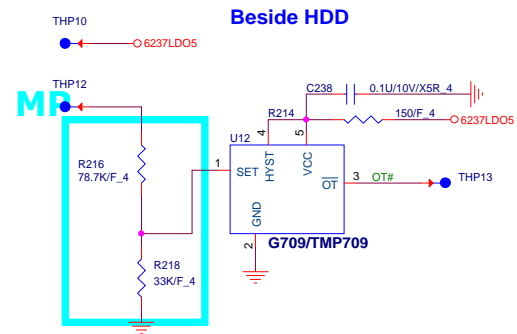 Beside HDD
THP10
6237LDO5
THP12
MP
C238
0.1U/10V/X5R_4
R214
150/F_4
6237LDO5
U12
4
5
R216
78.7K/F_4
1
SET
HYST
VCC
OT
3
OT#
THP13
GND
2
G709/TMP709
R218
33K/F_4